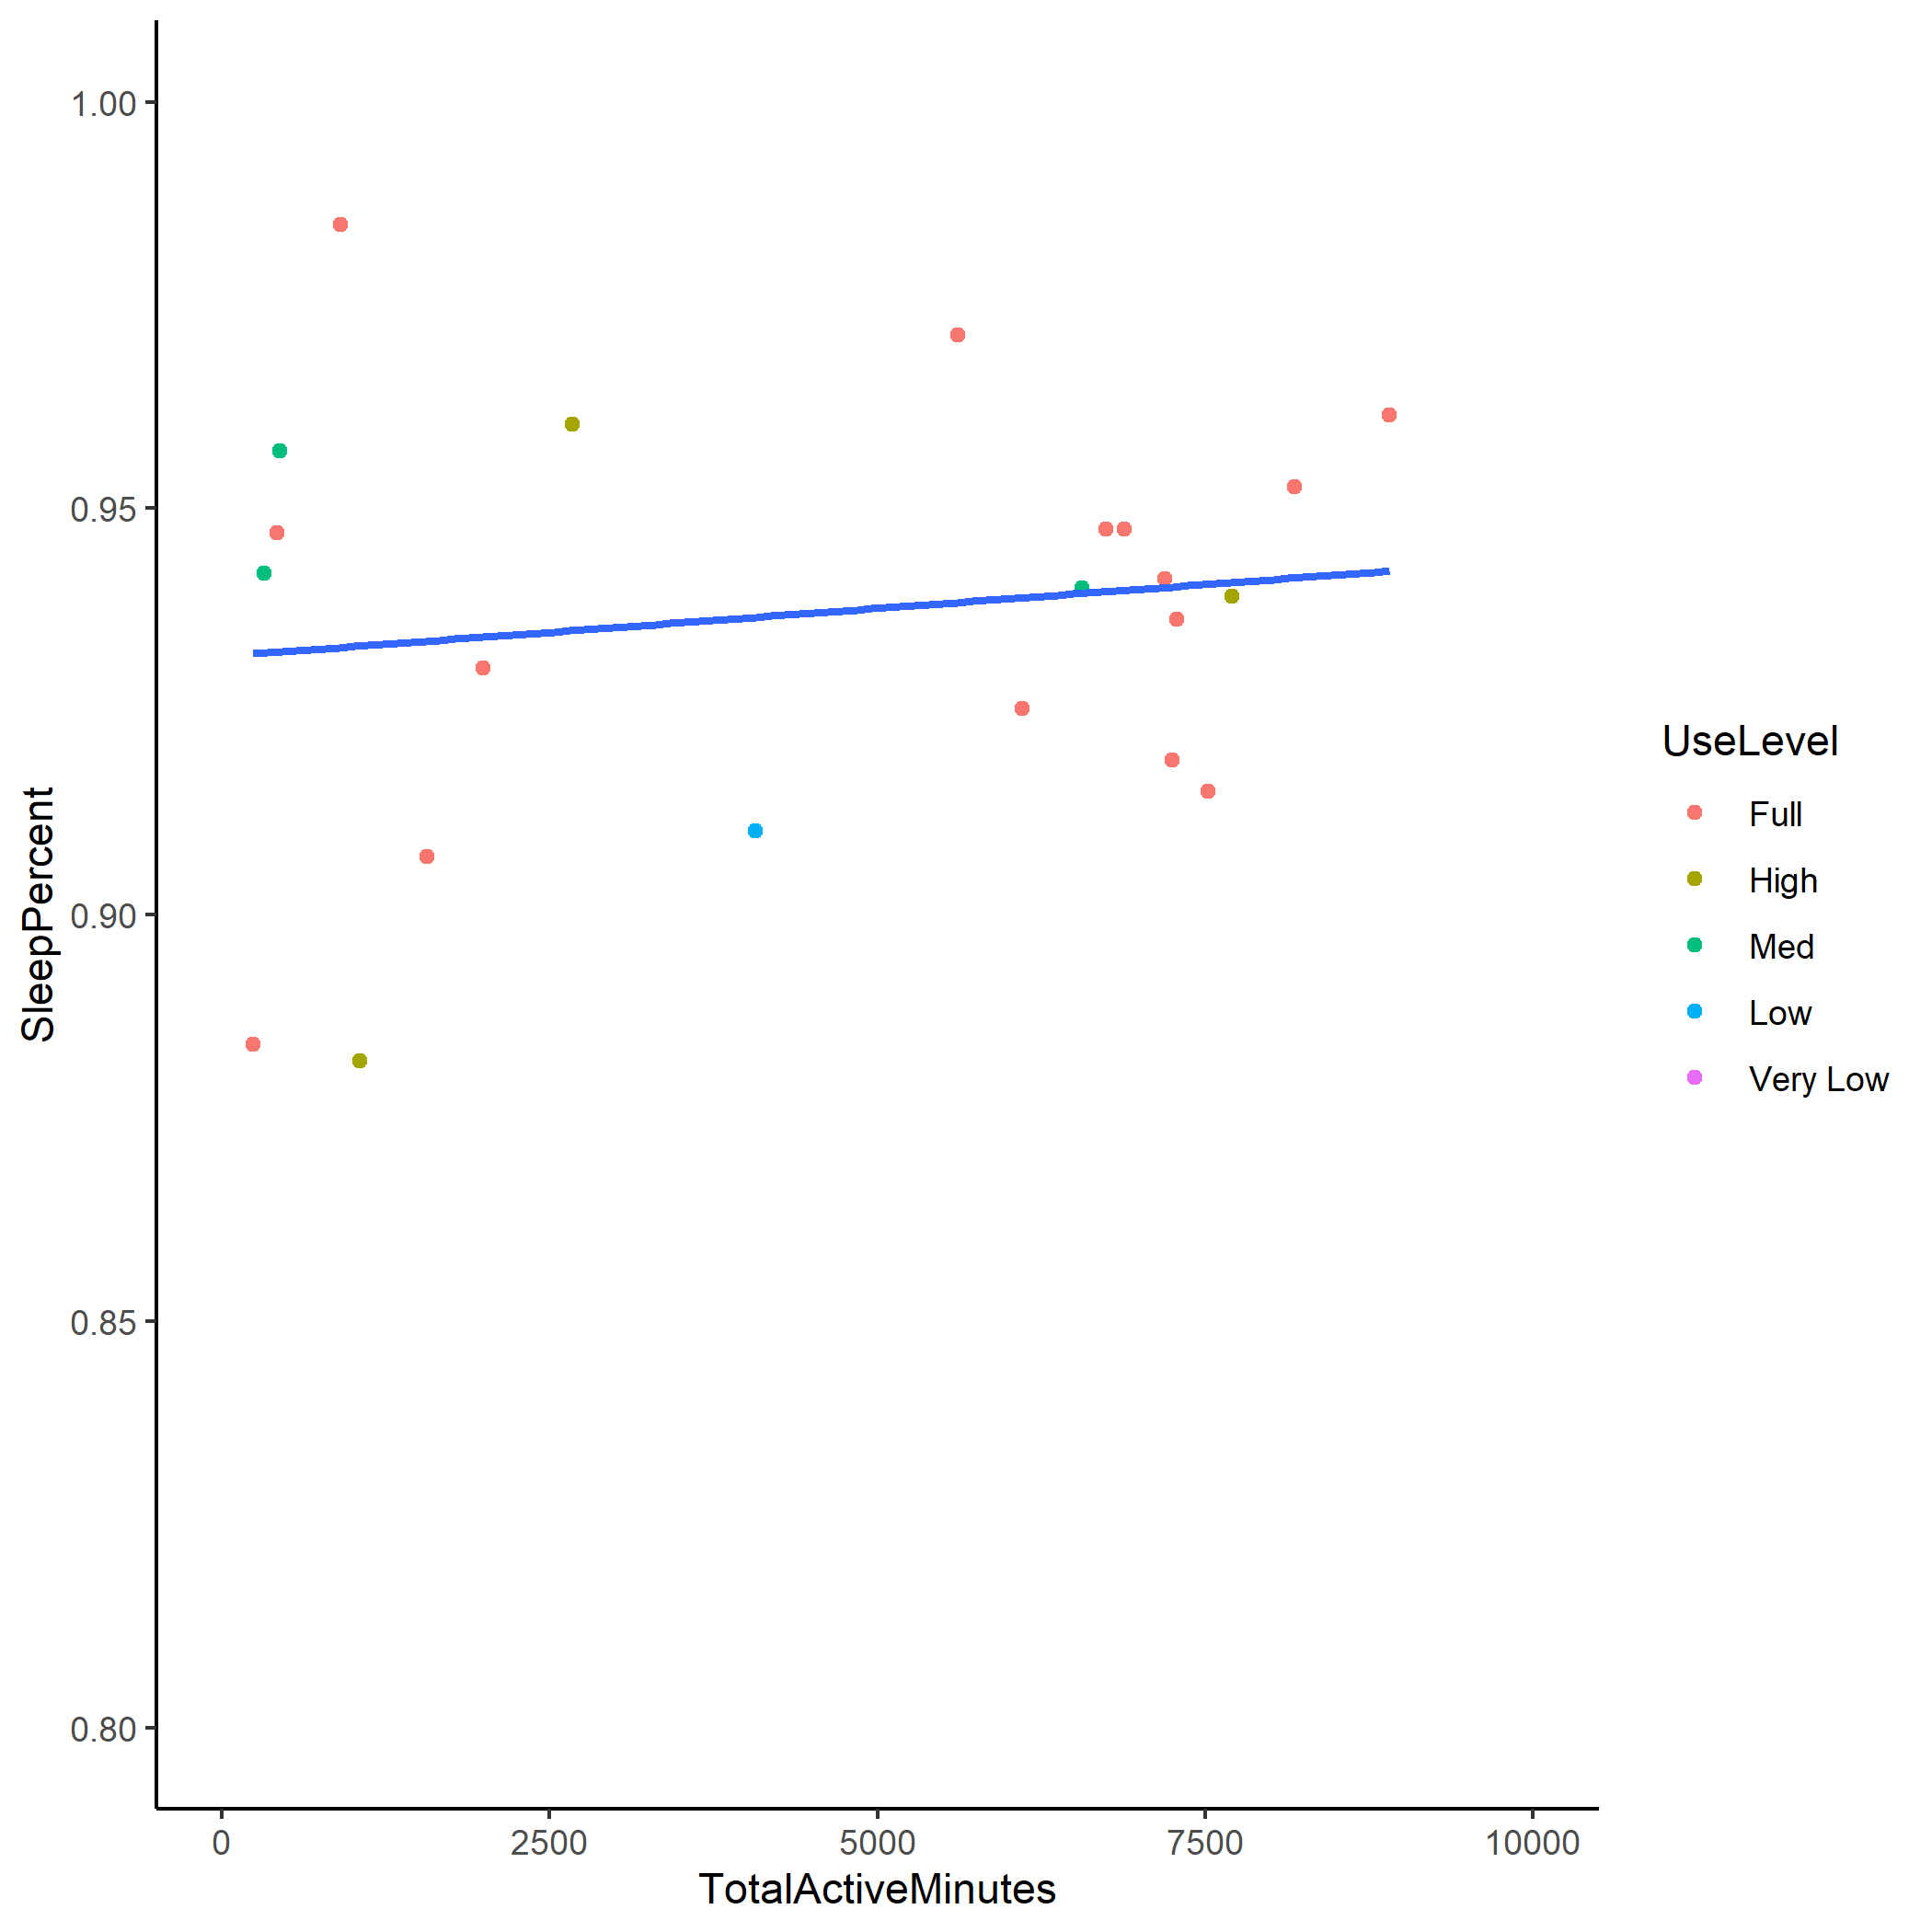 1.00
0.95
0.90
0.85
0.80
SleepPercent
0 2500 5000 7500 10000
TotalActiveMinutes
UseLevel
Full
High
Med
Low
Very Low